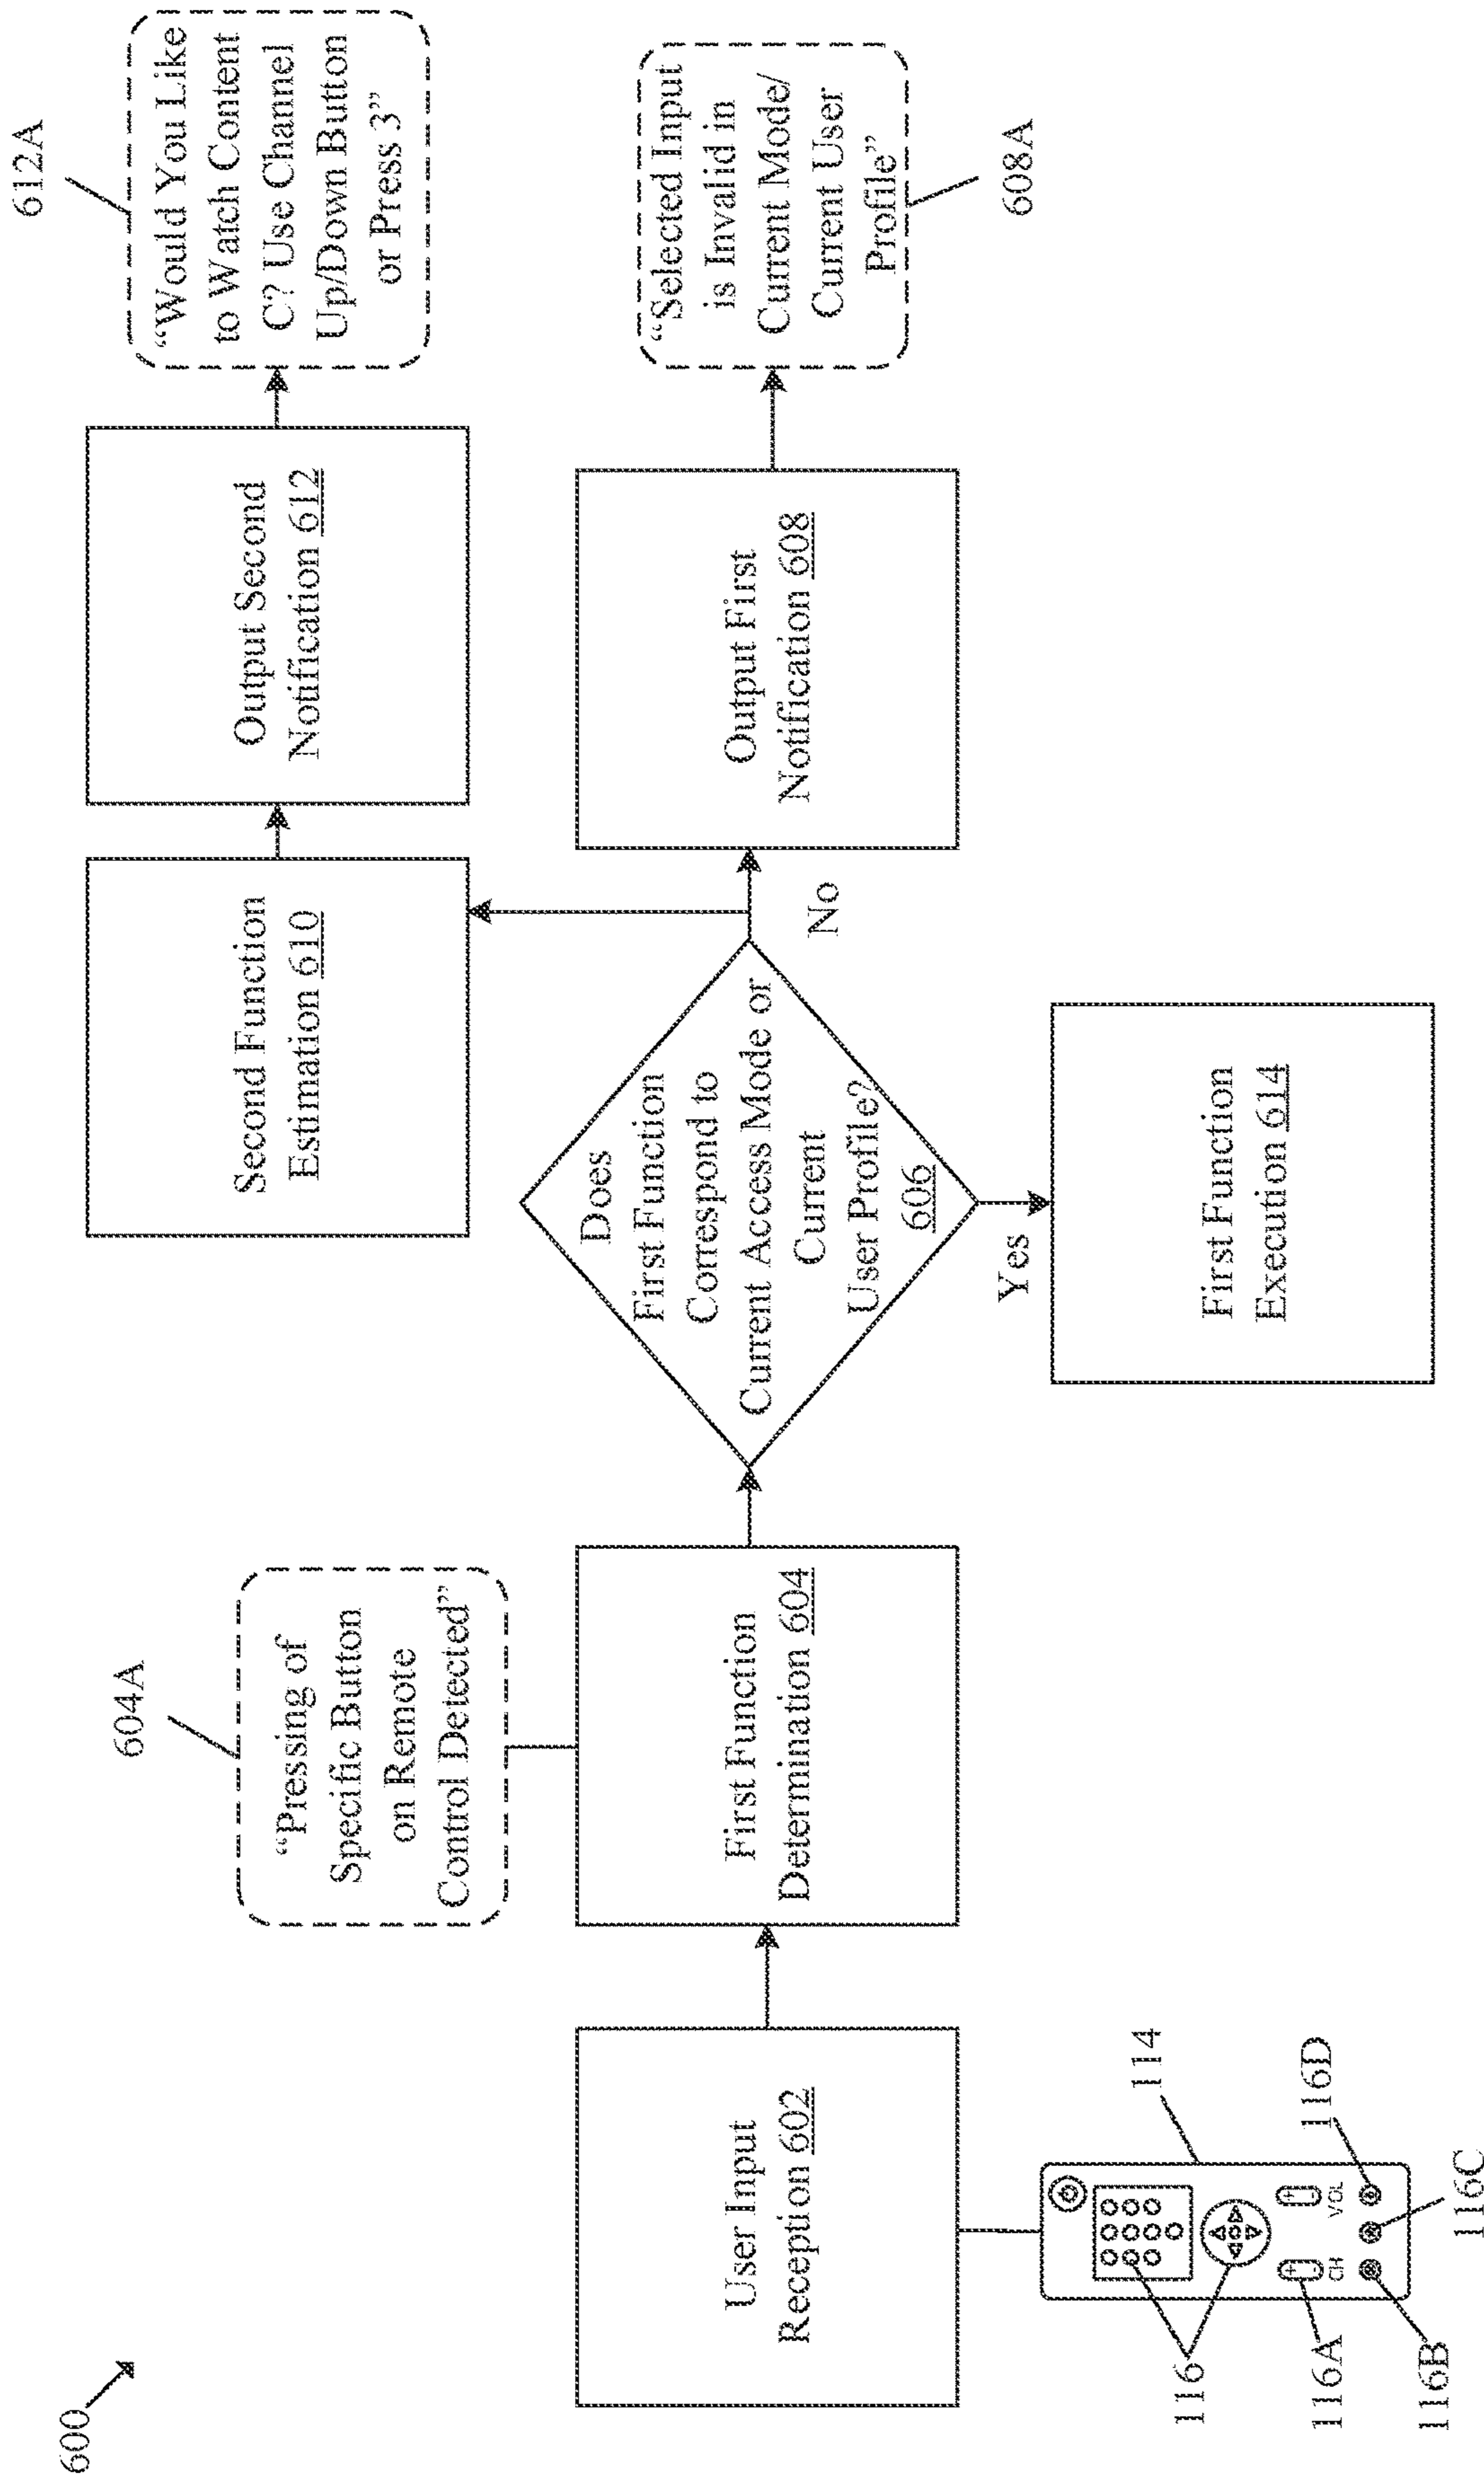 600
User Input
Reception 602
114
116
116A
116B
116C
116D
CH
VOL
604A
“Pressing of
Specific Button
on Remote
Control Detected”
First Function
Determination 604
Does
First Function
Correspond to
Current Access Mode or
Current
User Profile?
606
Yes
No
First Function
Execution 614
Second Function
Estimation 610
Output Second
Notification 612
612A
“Would You Like
to Watch Content
C? Use Channel
Up/Down Button
or Press 3”
Output First
Notification 608
“Selected Input
is Invalid in
Current Mode/
Current User
Profile”
608A